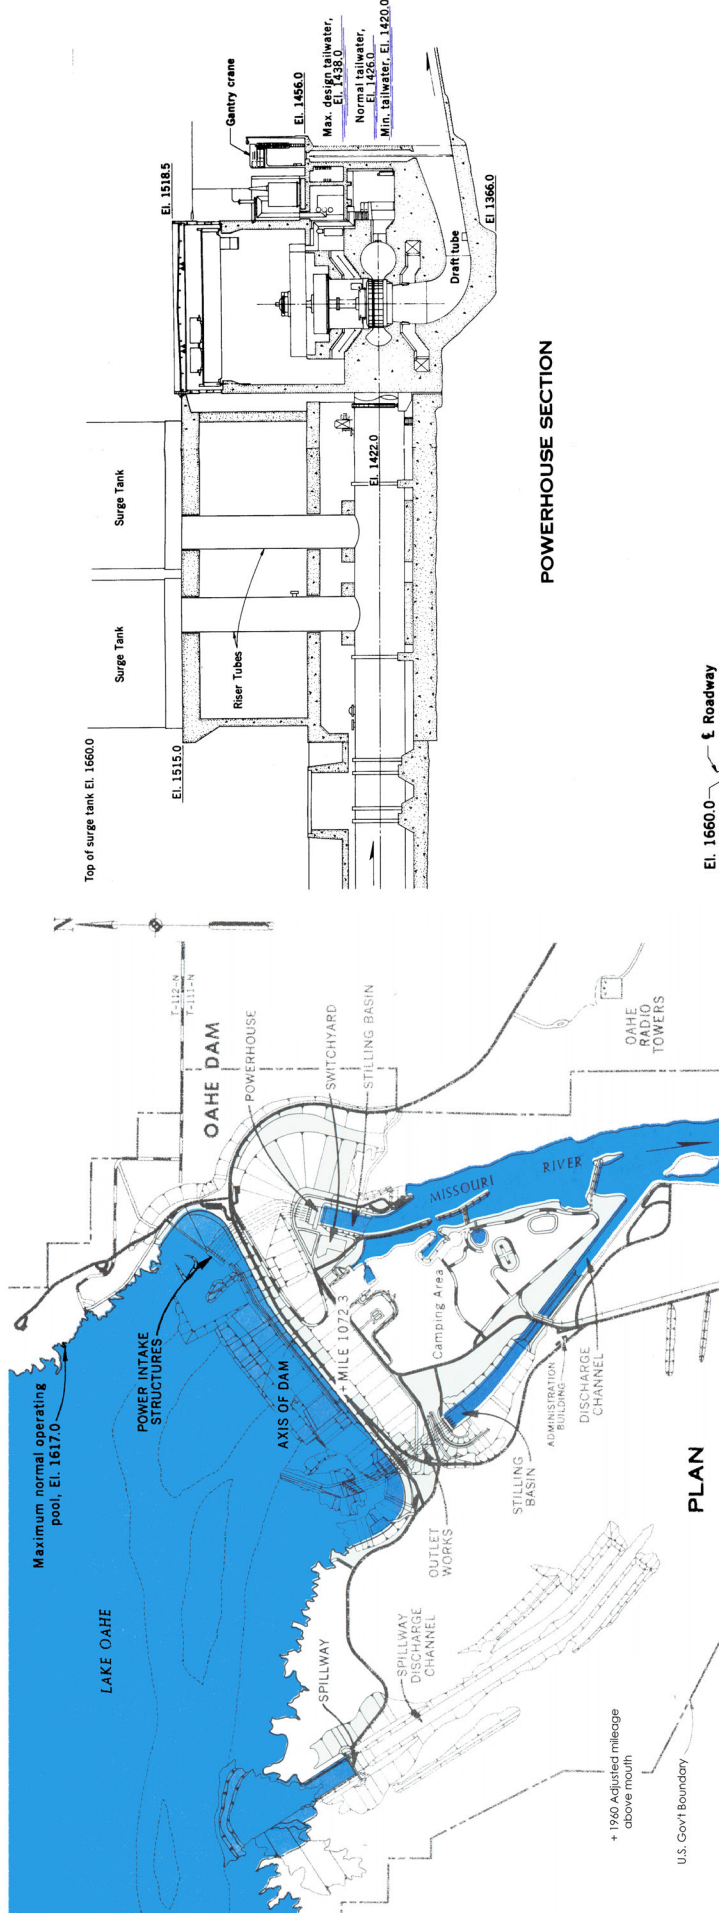 Maximum normal operating
pool, El. 1617.0
LAKE OAHE
POWER INTAKE
STRUCTURES
AXIS OF DAM
+ MILE 1072.3
N
T-112-N
T-111-N
OAHE DAM
POWERHOUSE
SWITCHYARD
STILLING BASIN
MISSOURI
RIVER
OAHE
RADIO
TOWERS
Camping Area
ADMINISTRATION
BUILDING
DISCHARGE
CHANNEL
STILLING
BASIN
OUTLET
WORKS
SPILLWAY
SPILLWAY
DISCHARGE
CHANNEL
PLAN
+ 1960 Adjusted mileage
above mouth
U.S. Gov't Boundary
Top of surge tank El. 1660.0
Surge Tank
Surge Tank
El. 1515.0
Riser Tubes
El. 1518.5
Gantry crane
El. 1456.0
Max. design tailwater,
El. 1438.0
Normal tailwater,
El. 1426.0
Min. tailwater, El. 1420.0
El. 1422.0
Draft tube
El 1366.0
POWERHOUSE SECTION
El. 1660.0
℄ Roadway